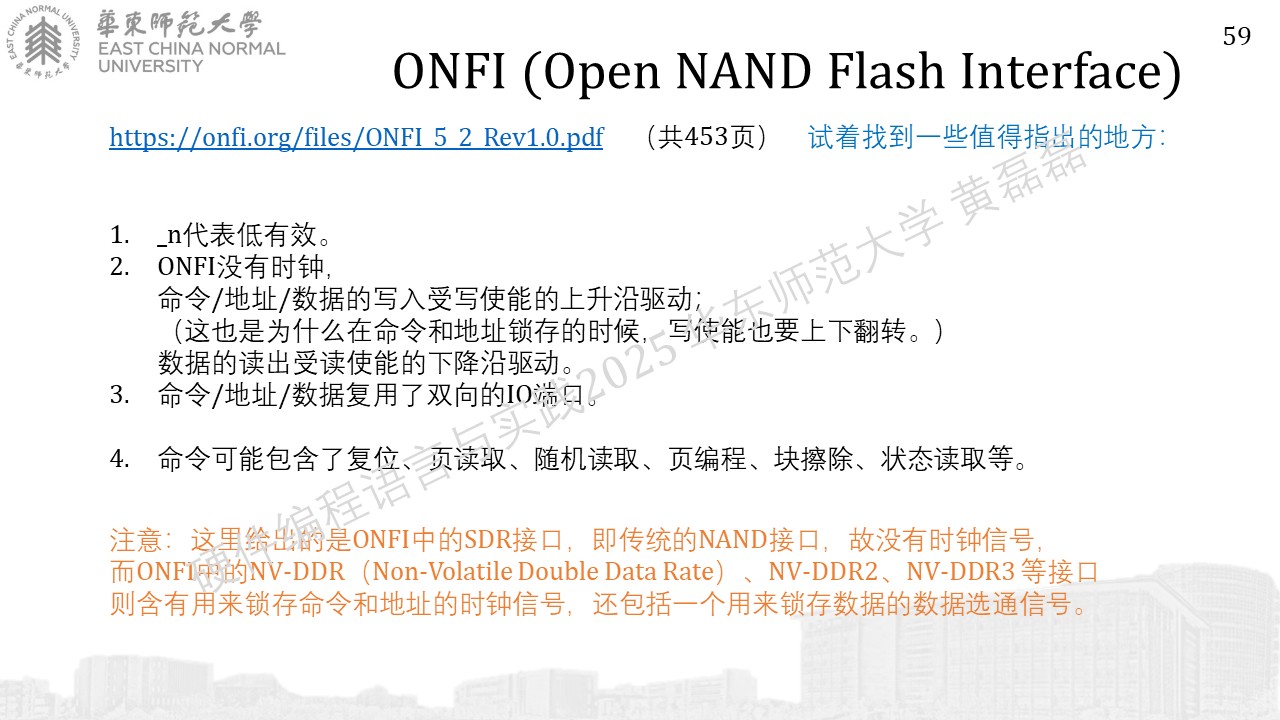 華東師范大學
EAST CHINA NORMAL
UNIVERSITY
EAST CHINA NORMAL UNIVERSITY
華東师范大学
59
ONFI (Open NAND Flash Interface)
https://onfi.org/files/ONFI_5_2_Rev1.0.pdf （共453页） 试着找到一些值得指出的地方：
1. _n代表低有效。
2. ONFI没有时钟，
命令/地址/数据的写入受写使能的上升沿驱动；
（这也是为什么在命令和地址锁存的时候，写使能也要上下翻转。）
数据的读出受读使能的下降沿驱动。
3. 命令/地址/数据复用了双向的IO端口。
4. 命令可能包含了复位、页读取、随机读取、页编程、块擦除、状态读取等。
注意：这里给出的是ONFI中的SDR接口，即传统的NAND接口，故没有时钟信号，
而ONFI中的NV-DDR（Non-Volatile Double Data Rate）、NV-DDR2、NV-DDR3 等接口
则含有用来锁存命令和地址的时钟信号，还包括一个用来锁存数据的数据选通信号。
硬件编程语言与实践2025 华东师范大学 黄磊磊